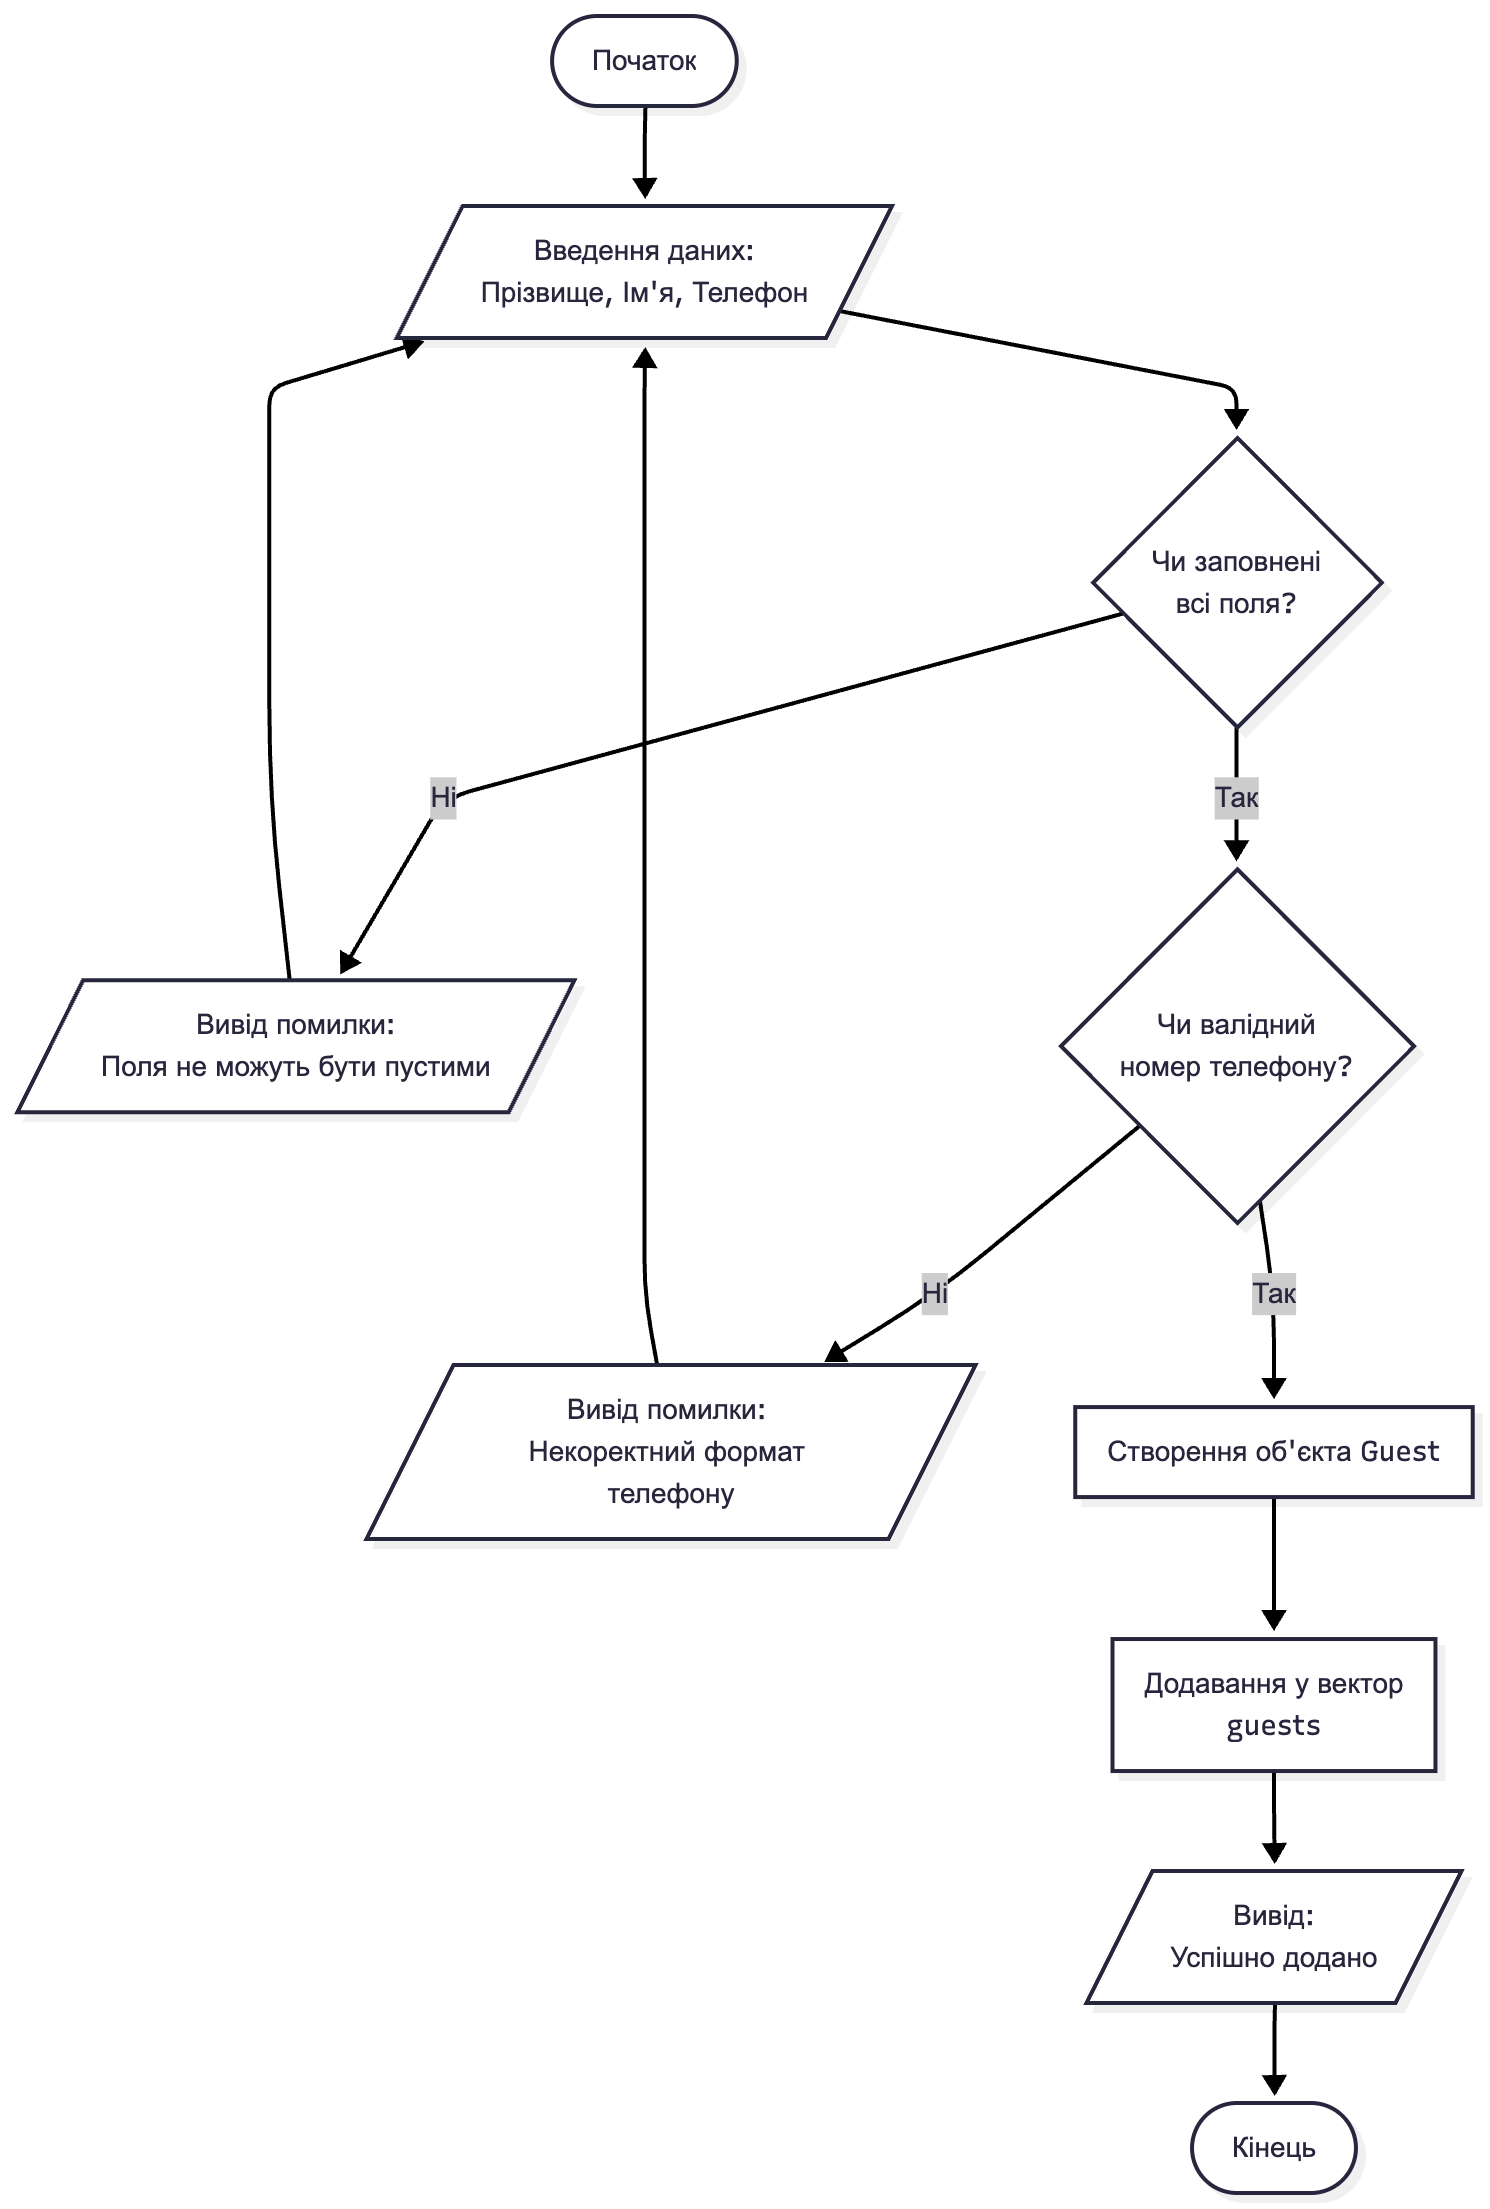 Початок
Введення даних:
Прізвище, Ім'я, Телефон
Чи заповнені
всі поля?
Ні
Так
Вивід помилки:
Поля не можуть бути пустими
Чи валідний
номер телефону?
Ні
Так
Вивід помилки:
Некоректний формат
телефону
Створення об'єкта Guest
Додавання у вектор
guests
Вивід:
Успішно додано
Кінець